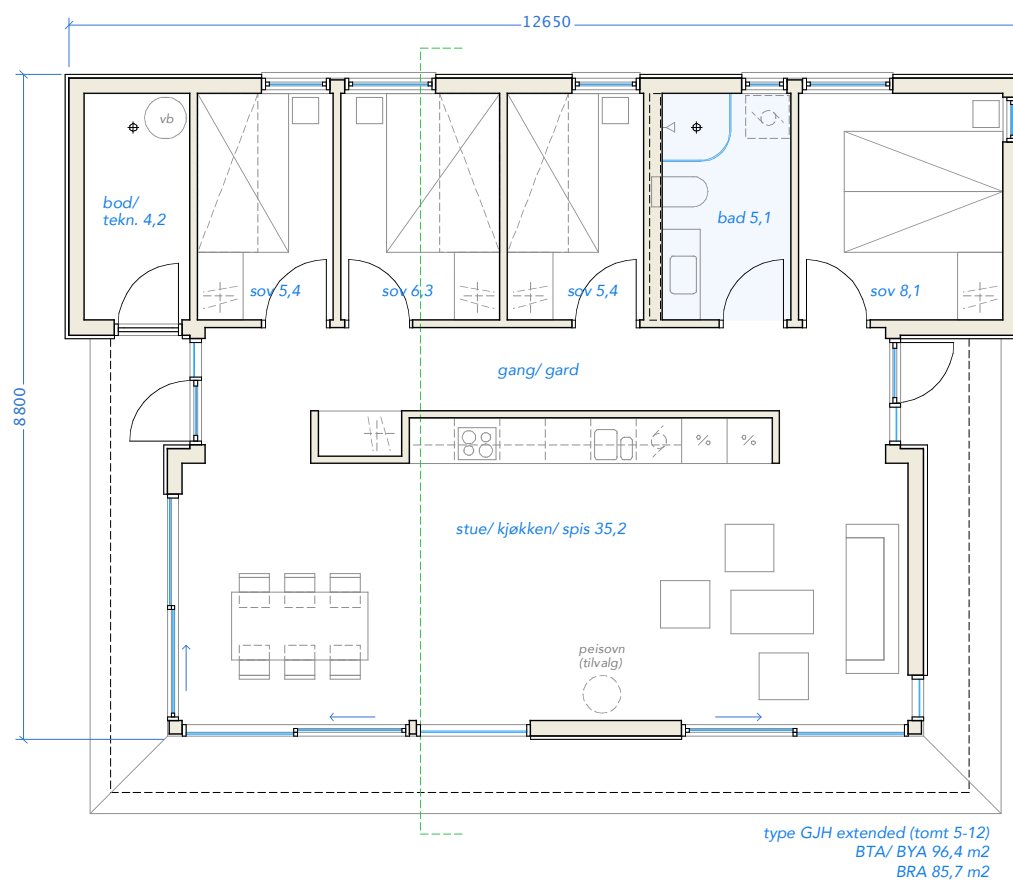 12650
8800
vb
bod/
tekn. 4,2
bad 5,1
sov 5,4
sov 6,3
sov 5,4
sov 8,1
gang/ gard
% %
stue/ kjøkken/ spis 35,2
peisovn
(tilvalg)
type GJH extended (tomt 5-12)
BTA/ BYA 96,4 m2
BRA 85,7 m2